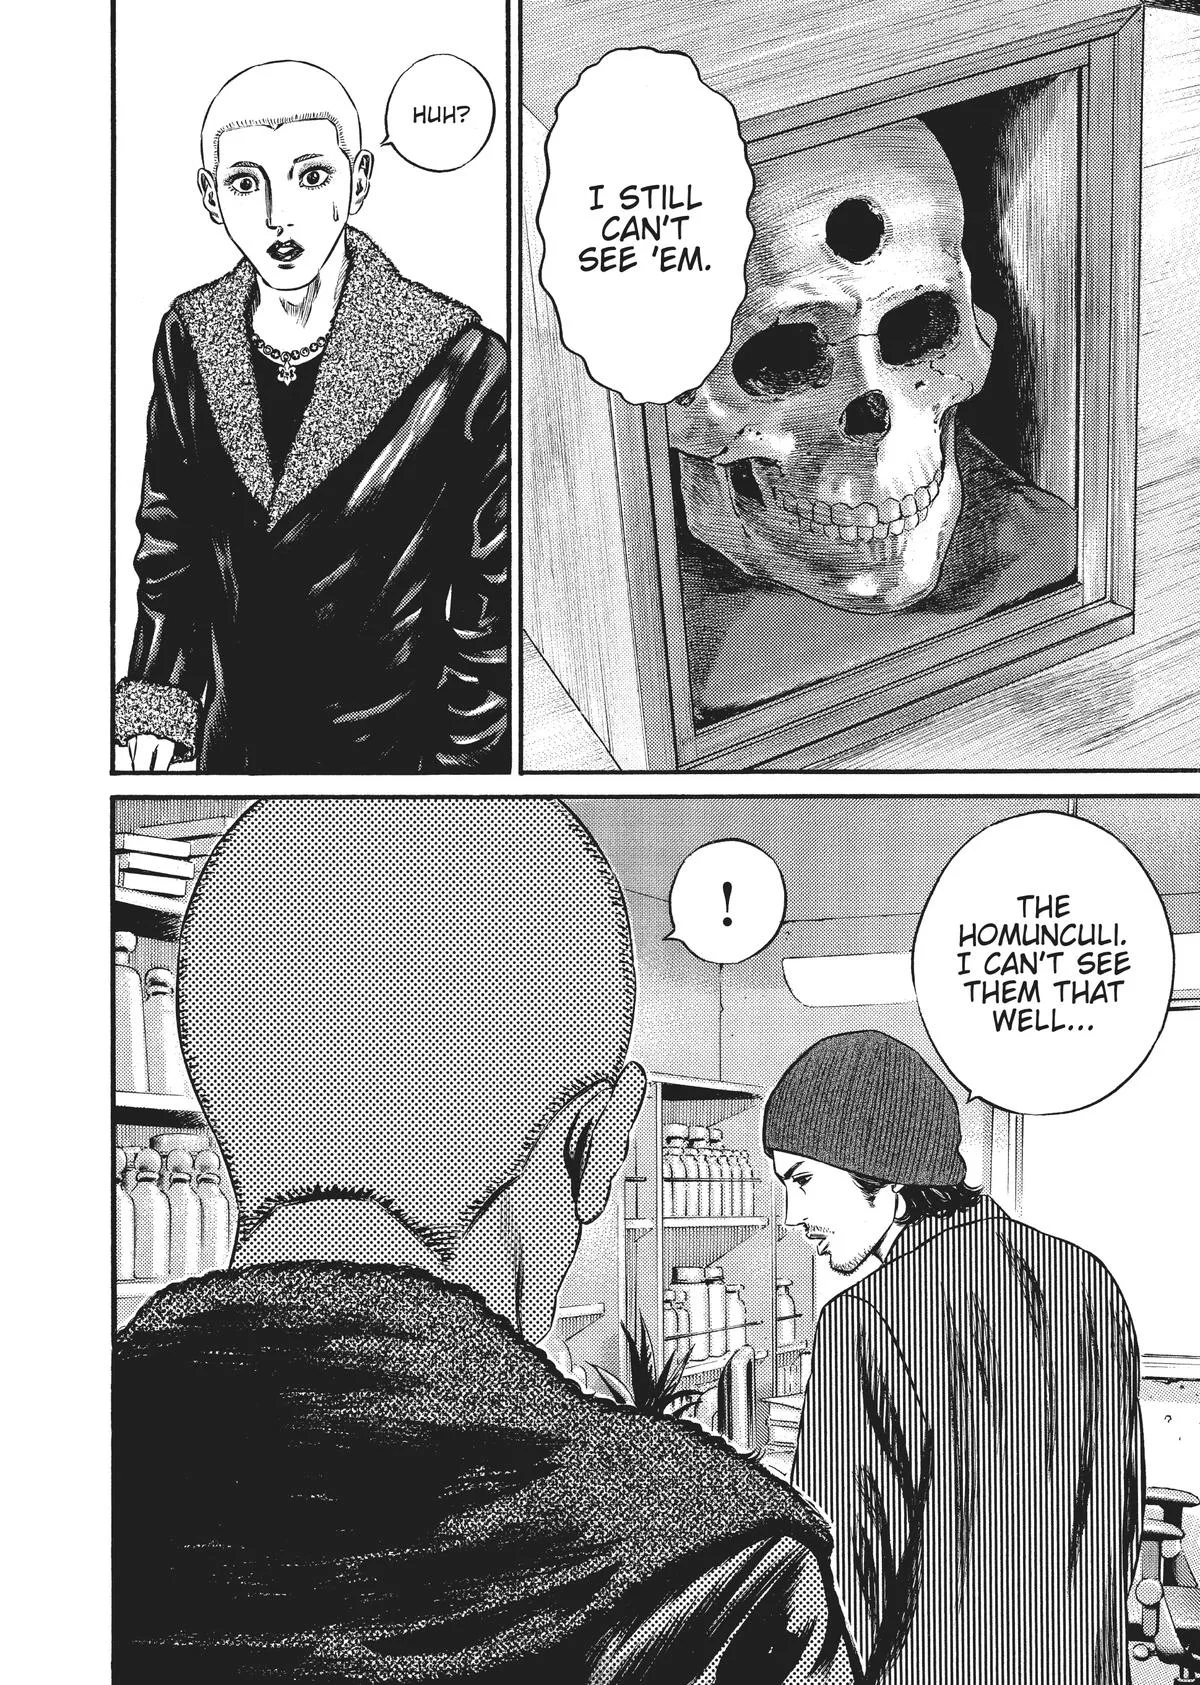 I STILL
CAN'T
SEE 'EM.
HUH?
THE
HOMUNCULI.
I CAN'T SEE
THEM THAT
WELL...
!